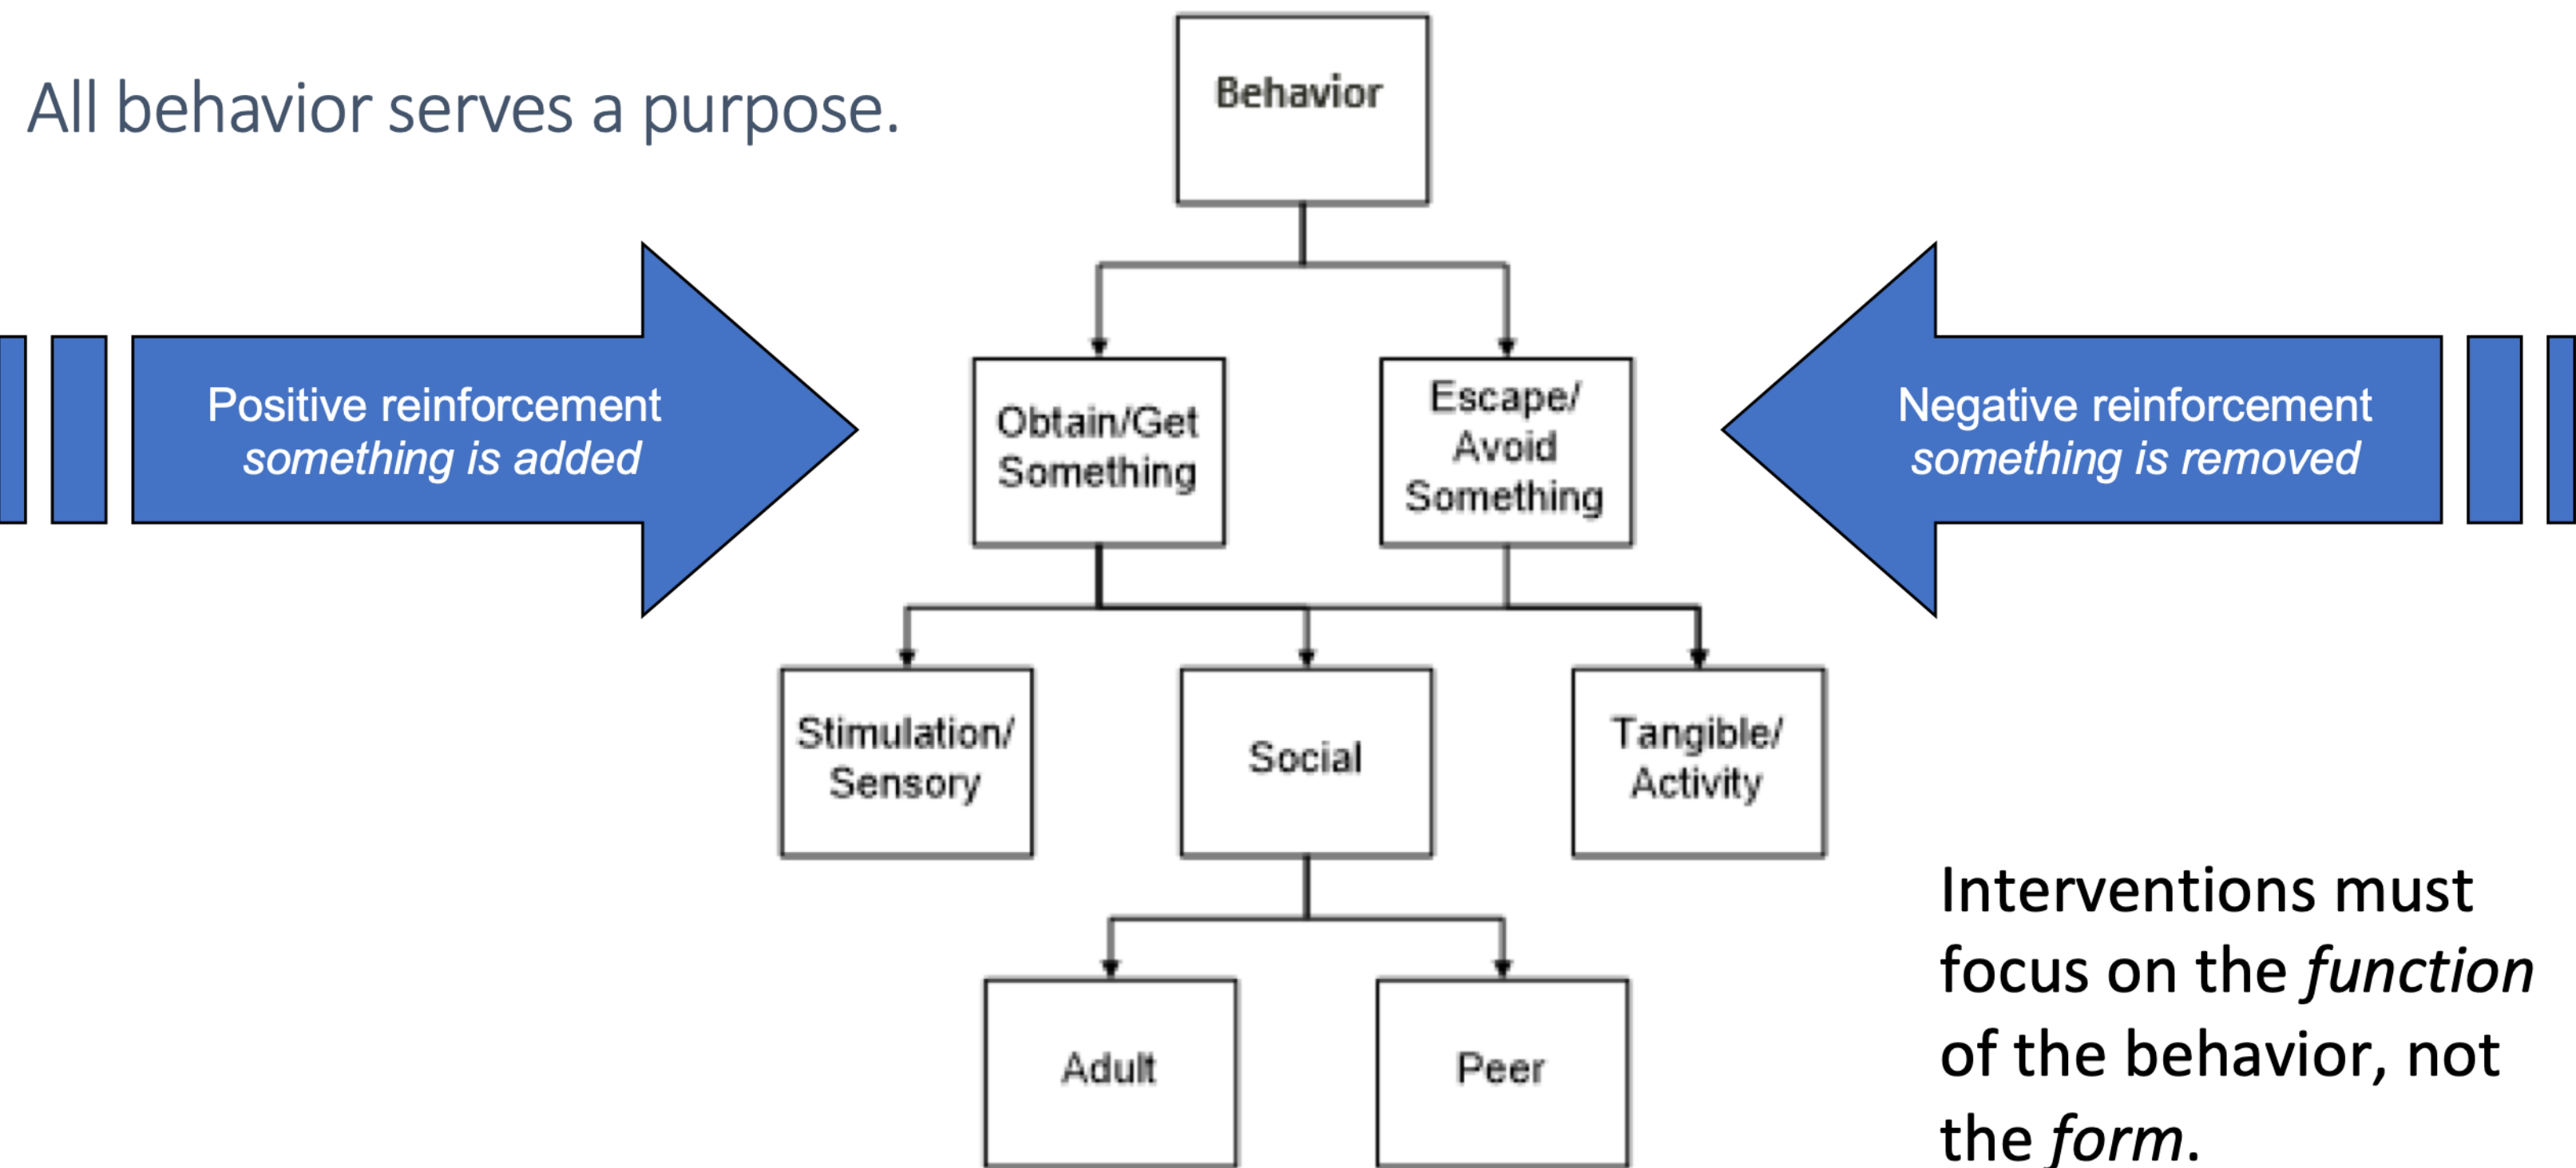 All behavior serves a purpose.
Behavior
Positive reinforcement
something is added
Obtain/Get
Something
Escape/
Avoid
Something
Negative reinforcement
something is removed
Stimulation/
Sensory
Social
Tangible/
Activity
Adult
Peer
Interventions must
focus on the function
of the behavior, not
the form.